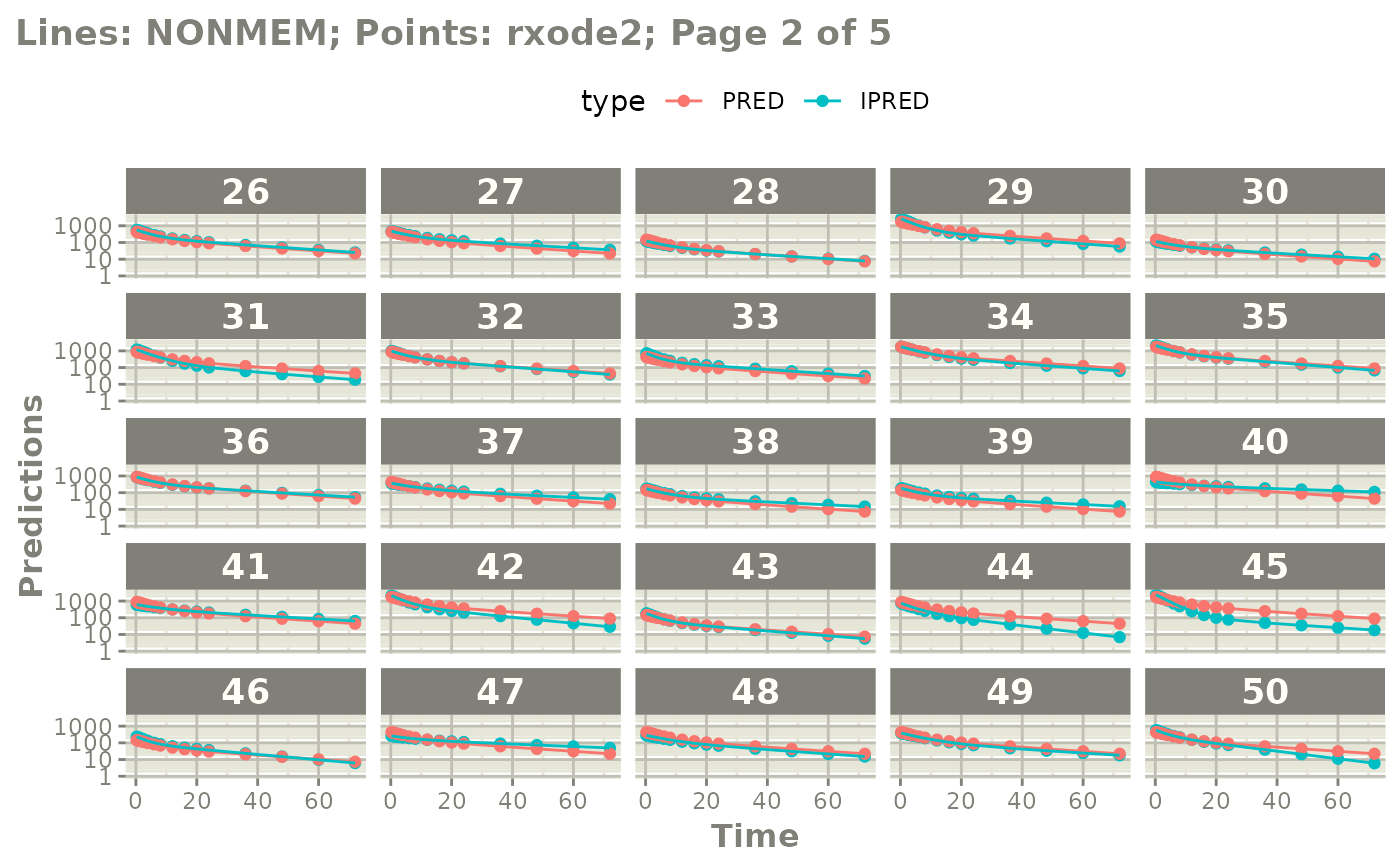 Lines: NONMEM; Points: rxode2; Page 2 of 5
type PRED IPRED
26 27 28 29 30
1000
100
10
1
31 32 33 34 35
1000
100
10
1
36 37 38 39 40
1000
100
10
1
41 42 43 44 45
1000
100
10
1
46 47 48 49 50
1000
100
10
1
0 20 40 60 0 20 40 60 0 20 40 60 0 20 40 60 0 20 40 60
Time
Predictions